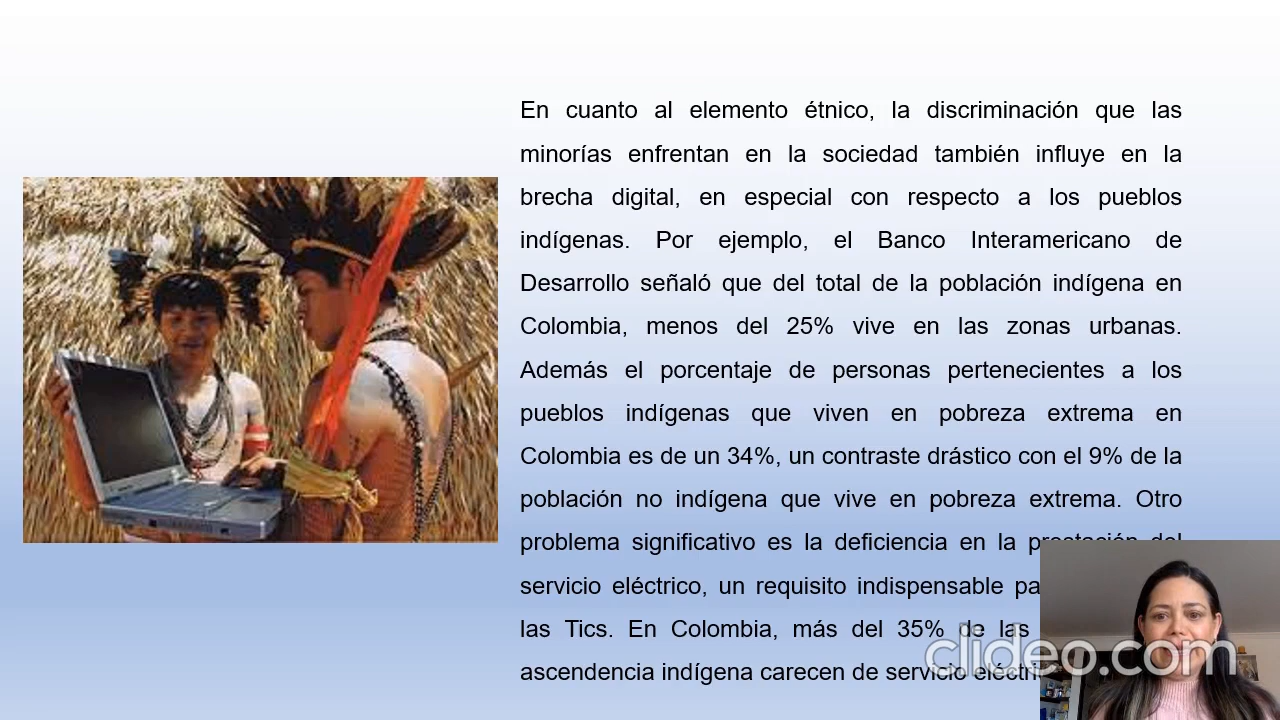 En cuanto al elemento étnico, la discriminación que las
minorías enfrentan en la sociedad también influye en la
brecha digital, en especial con respecto a los pueblos
indígenas. Por ejemplo, el Banco Interamericano de
Desarrollo señaló que del total de la población indígena en
Colombia, menos del 25% vive en las zonas urbanas.
Además el porcentaje de personas pertenecientes a los
pueblos indígenas que viven en pobreza extrema en
Colombia es de un 34%, un contraste drástico con el 9% de la
población no indígena que vive en pobreza extrema. Otro
problema significativo es la deficiencia en la prestación del
servicio eléctrico, un requisito indispensable
las Tics. En Colombia, más del 35% de las
ascendencia indígena carecen de servicio
clideo.com